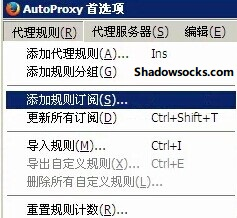 AutoProxy 首选项
代理规则(R) 代理服务器(S) 编辑(E)
添加代理规则(A) Ins
添加规则分组(G) Shadowsocks.com
添加规则订阅(S)...
更新所有订阅(D) Ctrl+Shift+T
导入规则(M)... Ctrl+I
导出自定义规则(X)... Ctrl+E
删除所有自定义规则(L)...
重置规则计数(R)...